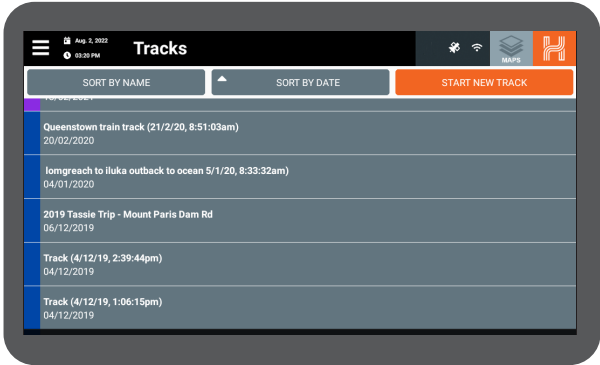 Aug. 2, 2022
03:20 PM
Tracks
MAPS
SORT BY NAME
SORT BY DATE
START NEW TRACK
Queenstown train track (21/2/20, 8:51:03am)
20/02/2020
lomgreach to iluka outback to ocean 5/1/20, 8:33:32am)
04/01/2020
2019 Tassie Trip - Mount Paris Dam Rd
06/12/2019
Track (4/12/19, 2:39:44pm)
04/12/2019
Track (4/12/19, 1:06:15pm)
04/12/2019